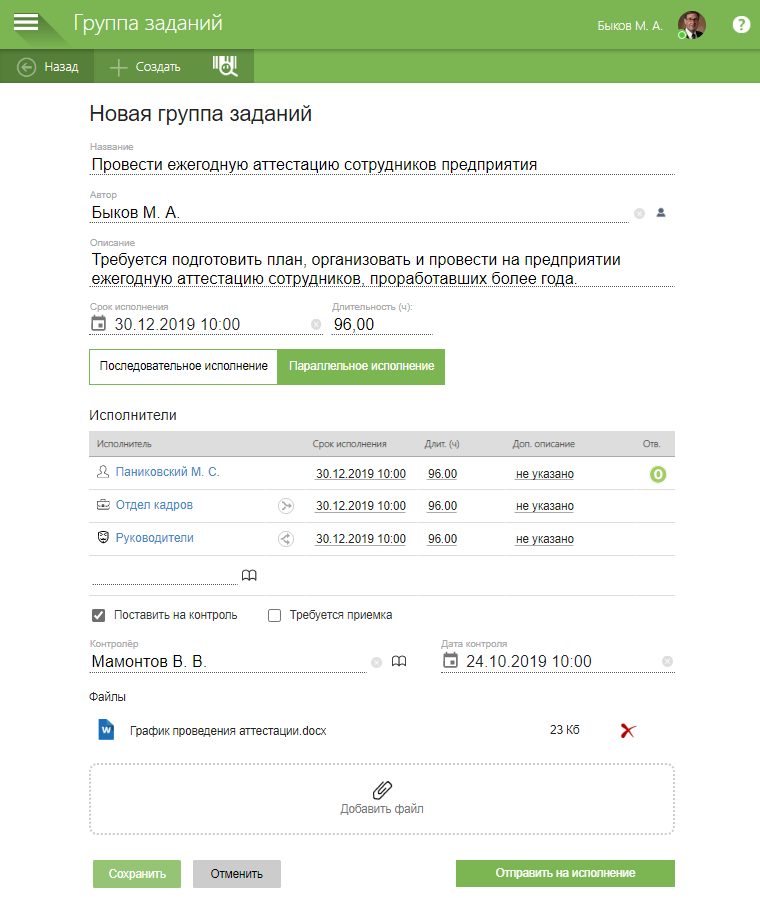 Группа заданий
Быков М. А.
?
Назад
Создать
Новая группа заданий
Название
Провести ежегодную аттестацию сотрудников предприятия
Автор
Быков М. А.
Описание
Требуется подготовить план, организовать и провести на предприятии
ежегодную аттестацию сотрудников, проработавших более года.
Срок исполнения Длительность (ч):
30.12.2019 10:00 96,00
Последовательное исполнение Параллельное исполнение
Исполнители
Исполнитель Срок исполнения Длит. (ч) Доп. описание Отв.
Паниковский М. С. 30.12.2019 10:00 96.00 не указано О
Отдел кадров 30.12.2019 10:00 96.00 не указано
Руководители 30.12.2019 10:00 96.00 не указано
Поставить на контроль Требуется приемка
Контролёр Дата контроля
Мамонтов В. В. 24.10.2019 10:00
Файлы
W График проведения аттестации.docx 23 Кб
Добавить файл
Сохранить Отменить Отправить на исполнение